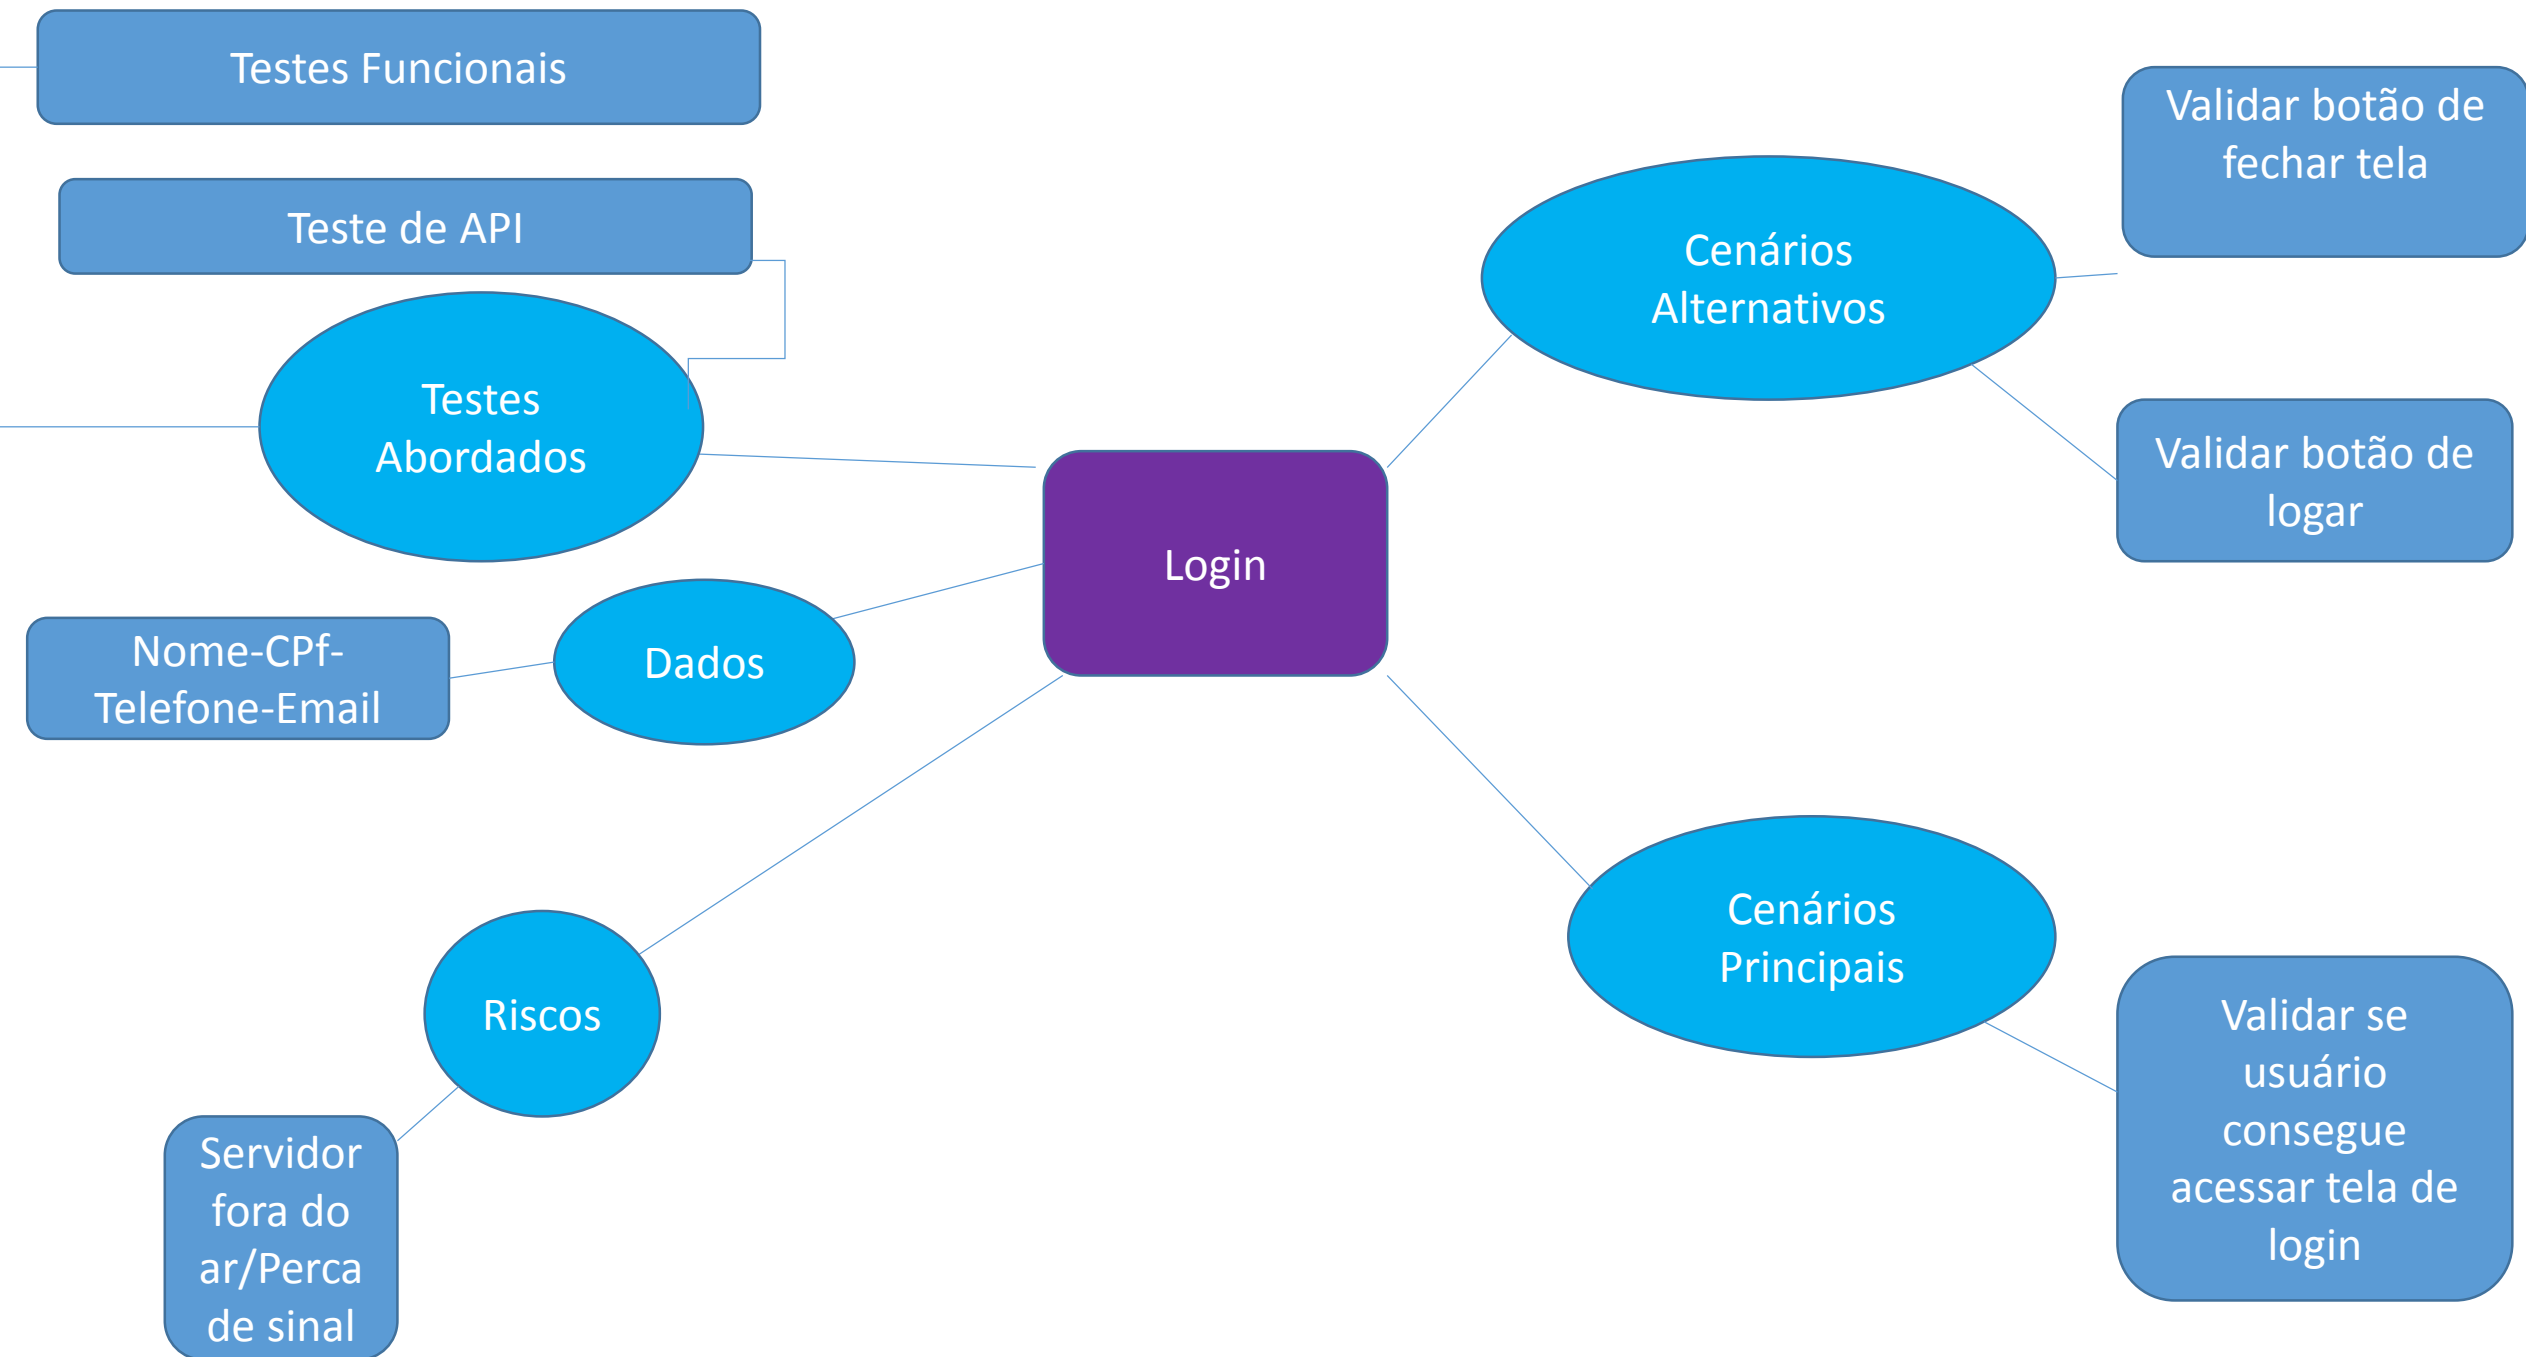 Testes Funcionais
Teste de API
Testes
Abordados
Nome-CPf-
Telefone-Email
Dados
Riscos
Servidor
fora do
ar/Perca
de sinal
Login
Cenários
Alternativos
Validar botão de
fechar tela
Validar botão de
logar
Cenários
Principais
Validar se
usuário
consegue
acessar tela de
login